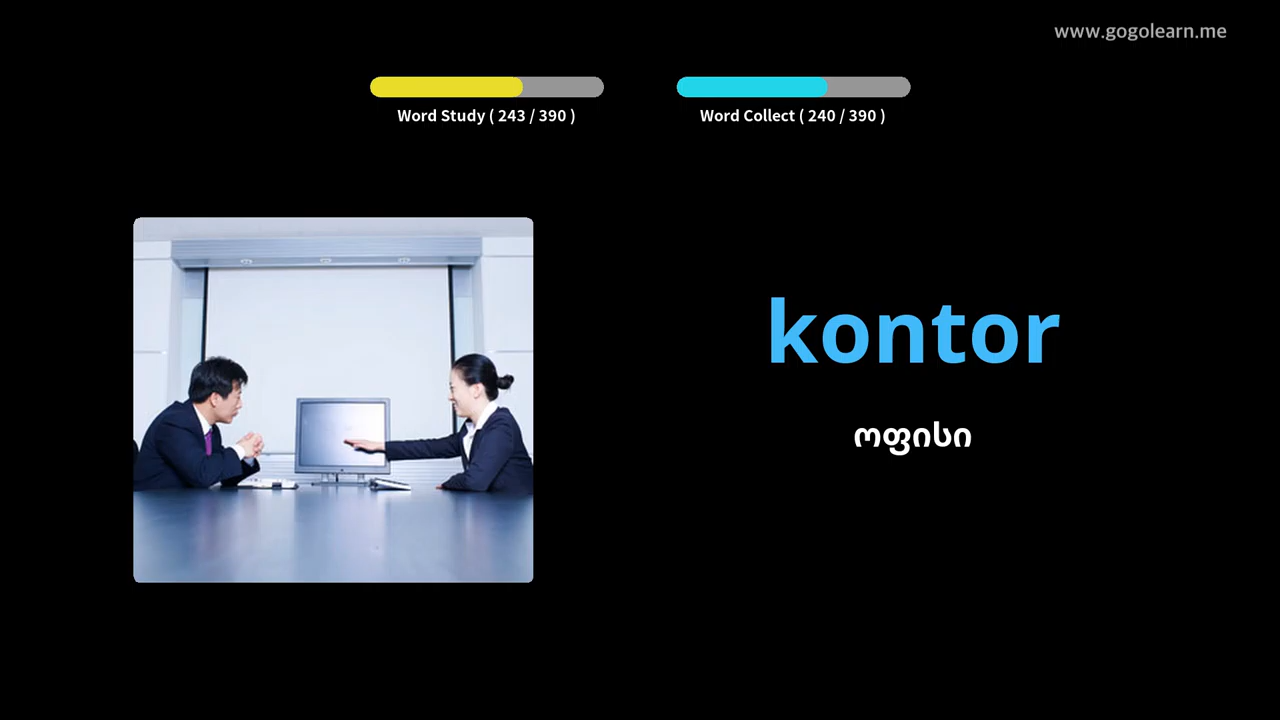 www.gogolearn.me
Word Study ( 243 / 390 )
Word Collect ( 240 / 390 )
kontor
ოფისი